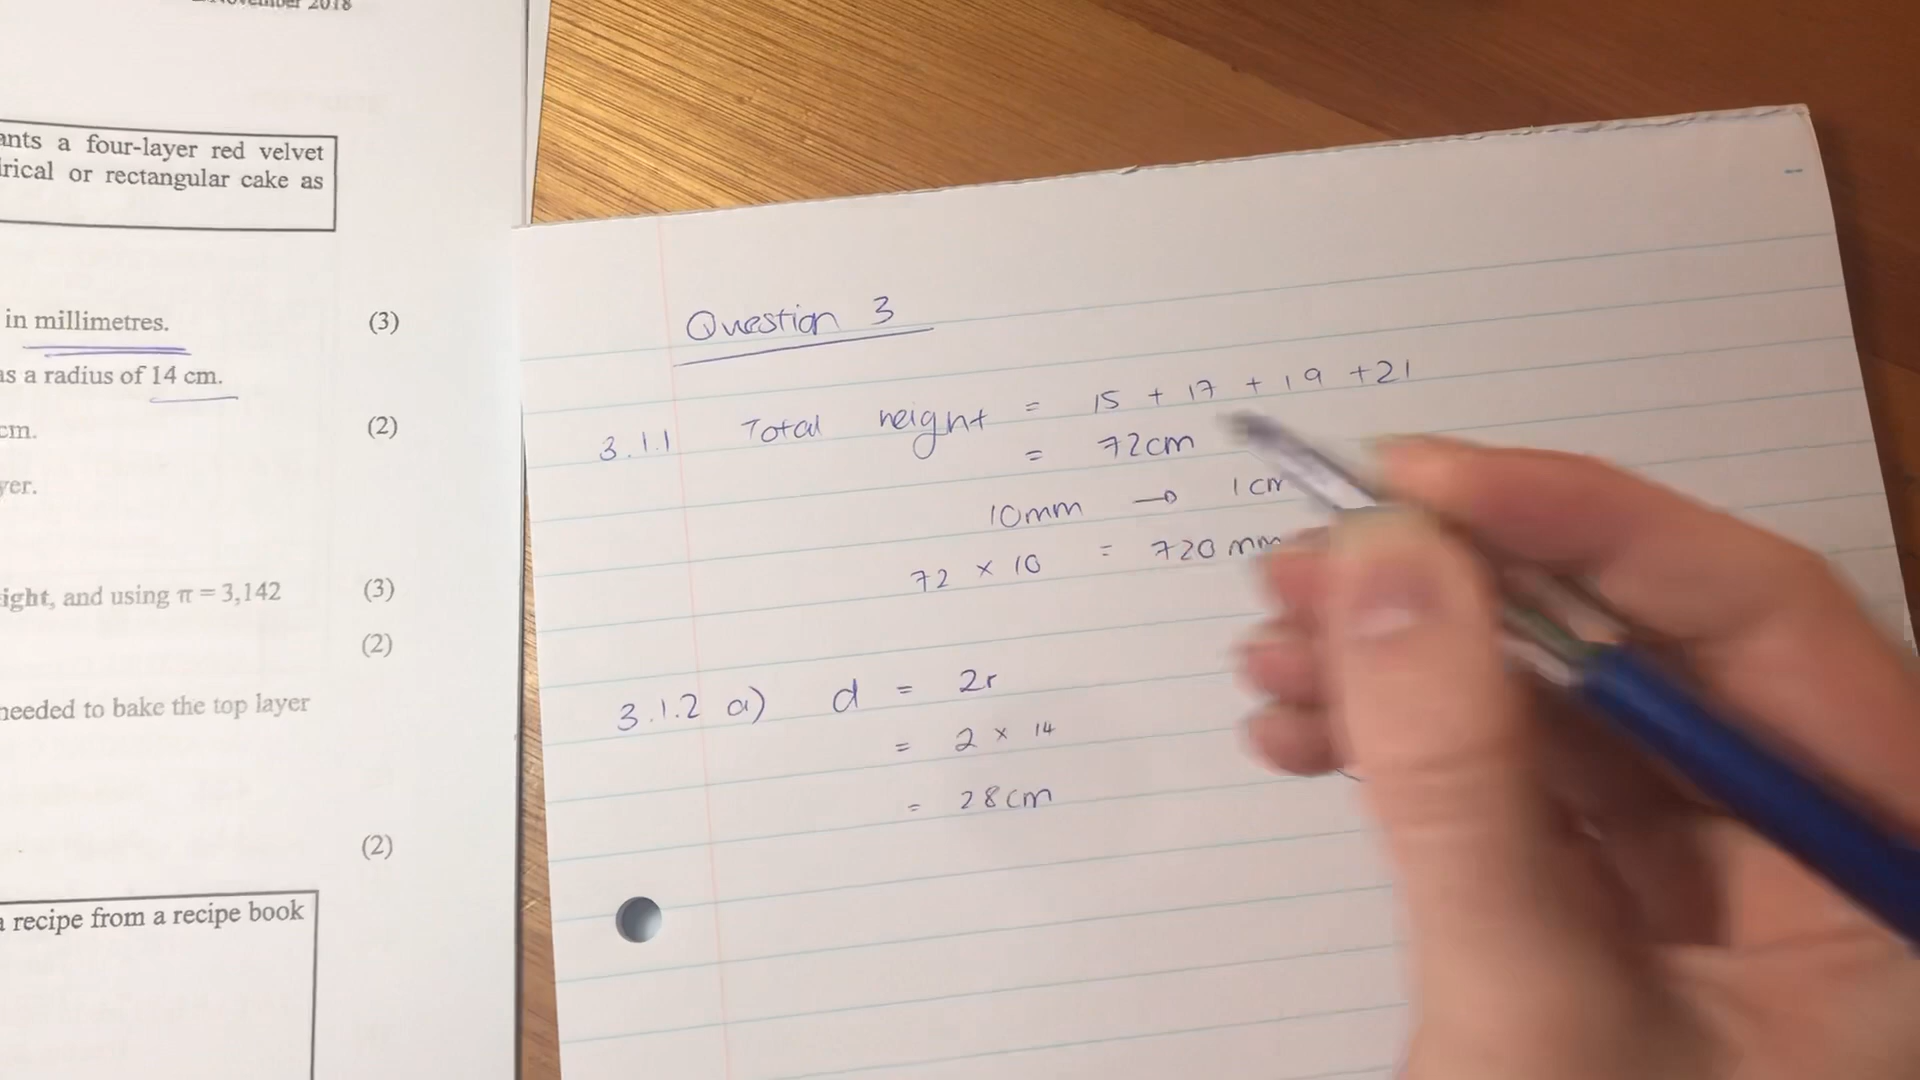 November 2018
ants a four-layer red velvet
rical or rectangular cake as
in millimetres. (3)
as a radius of 14 cm.
cm. (2)
yer.
ight, and using π = 3,142 (3)
(2)
needed to bake the top layer
(2)
a recipe from a recipe book
Question 3
3.1.1 Total height = 15 + 17 + 19 + 21
= 72cm
10mm → 1 cm
72 × 10 = 720 mm
3.1.2 a) d = 2r
= 2 × 14
= 28cm